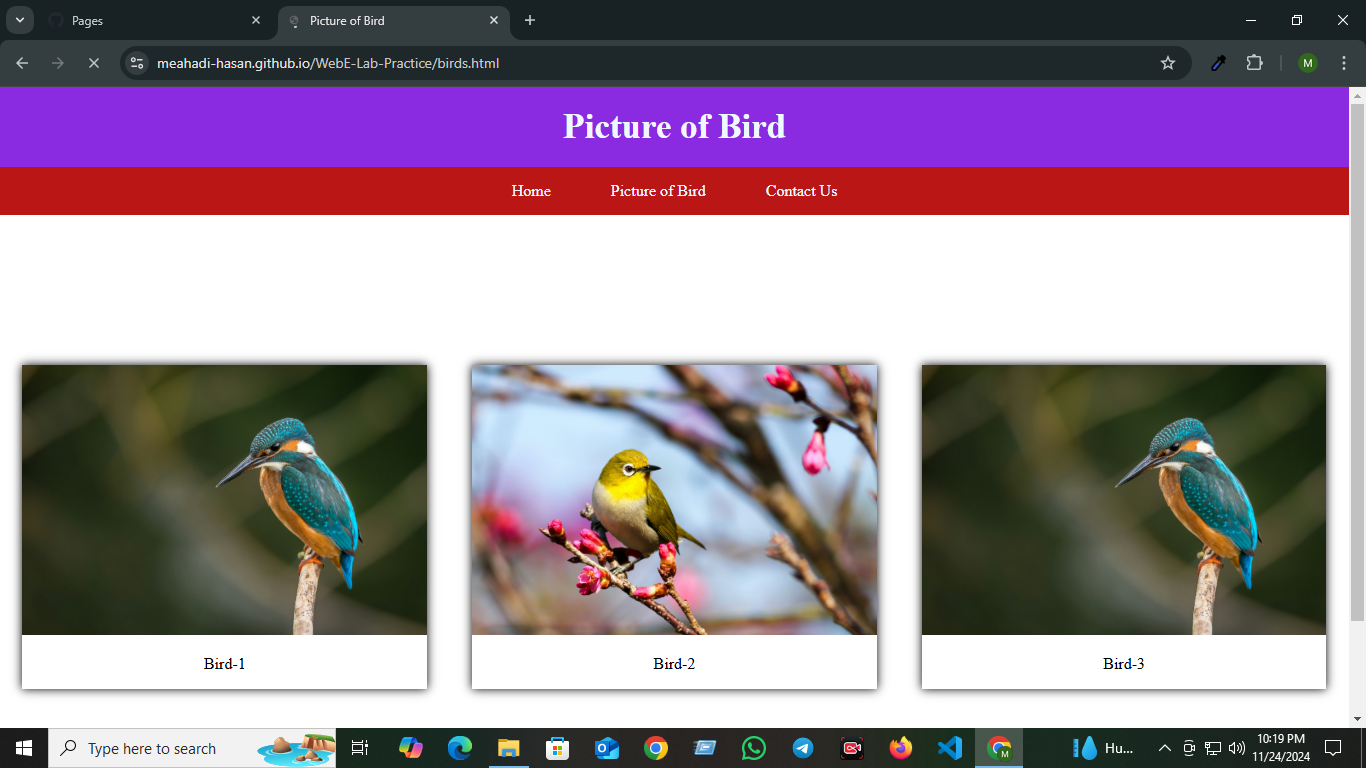 Pages
Picture of Bird
meahadi-hasan.github.io/WebE-Lab-Practice/birds.html
M
Picture of Bird
Home Picture of Bird Contact Us
Bird-1 Bird-2 Bird-3
Type here to search
M
Hu...
10:19 PM
11/24/2024